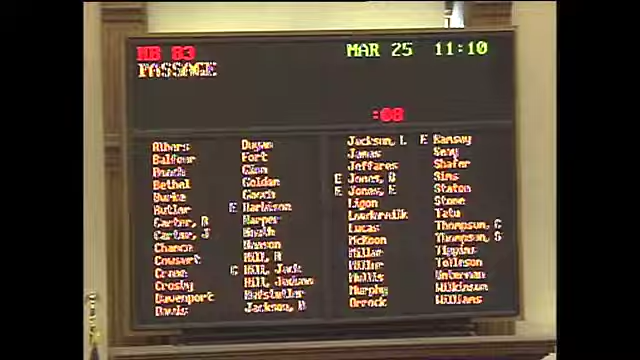 HB 83
MAR 25 11:10
PASSAGE
:08
Albers
Balfour
Beach
Bethel
Burke
Butler
Carter, B
Carter, J
Chance
Cowsert
Crane
Crosby
Davenport
Davis
Dugan
Fort
Ginn
Golden
Gooch
E Harbison
Harper
Heath
Henson
Hill, H
C Hill, Jack
Hill, Judson
Hufstetler
Jackson, B
Jackson, L
James
Jeffares
E Jones, B
E Jones, E
Ligon
Loudermilk
Lucas
McKoon
Millar
Miller
Mullis
Murphy
Orrock
E Ramsey
Seay
Shafer
Sims
Staton
Stone
Tate
Thompson, C
Thompson, S
Tippins
Tolleson
Unterman
Wilkinson
Williams